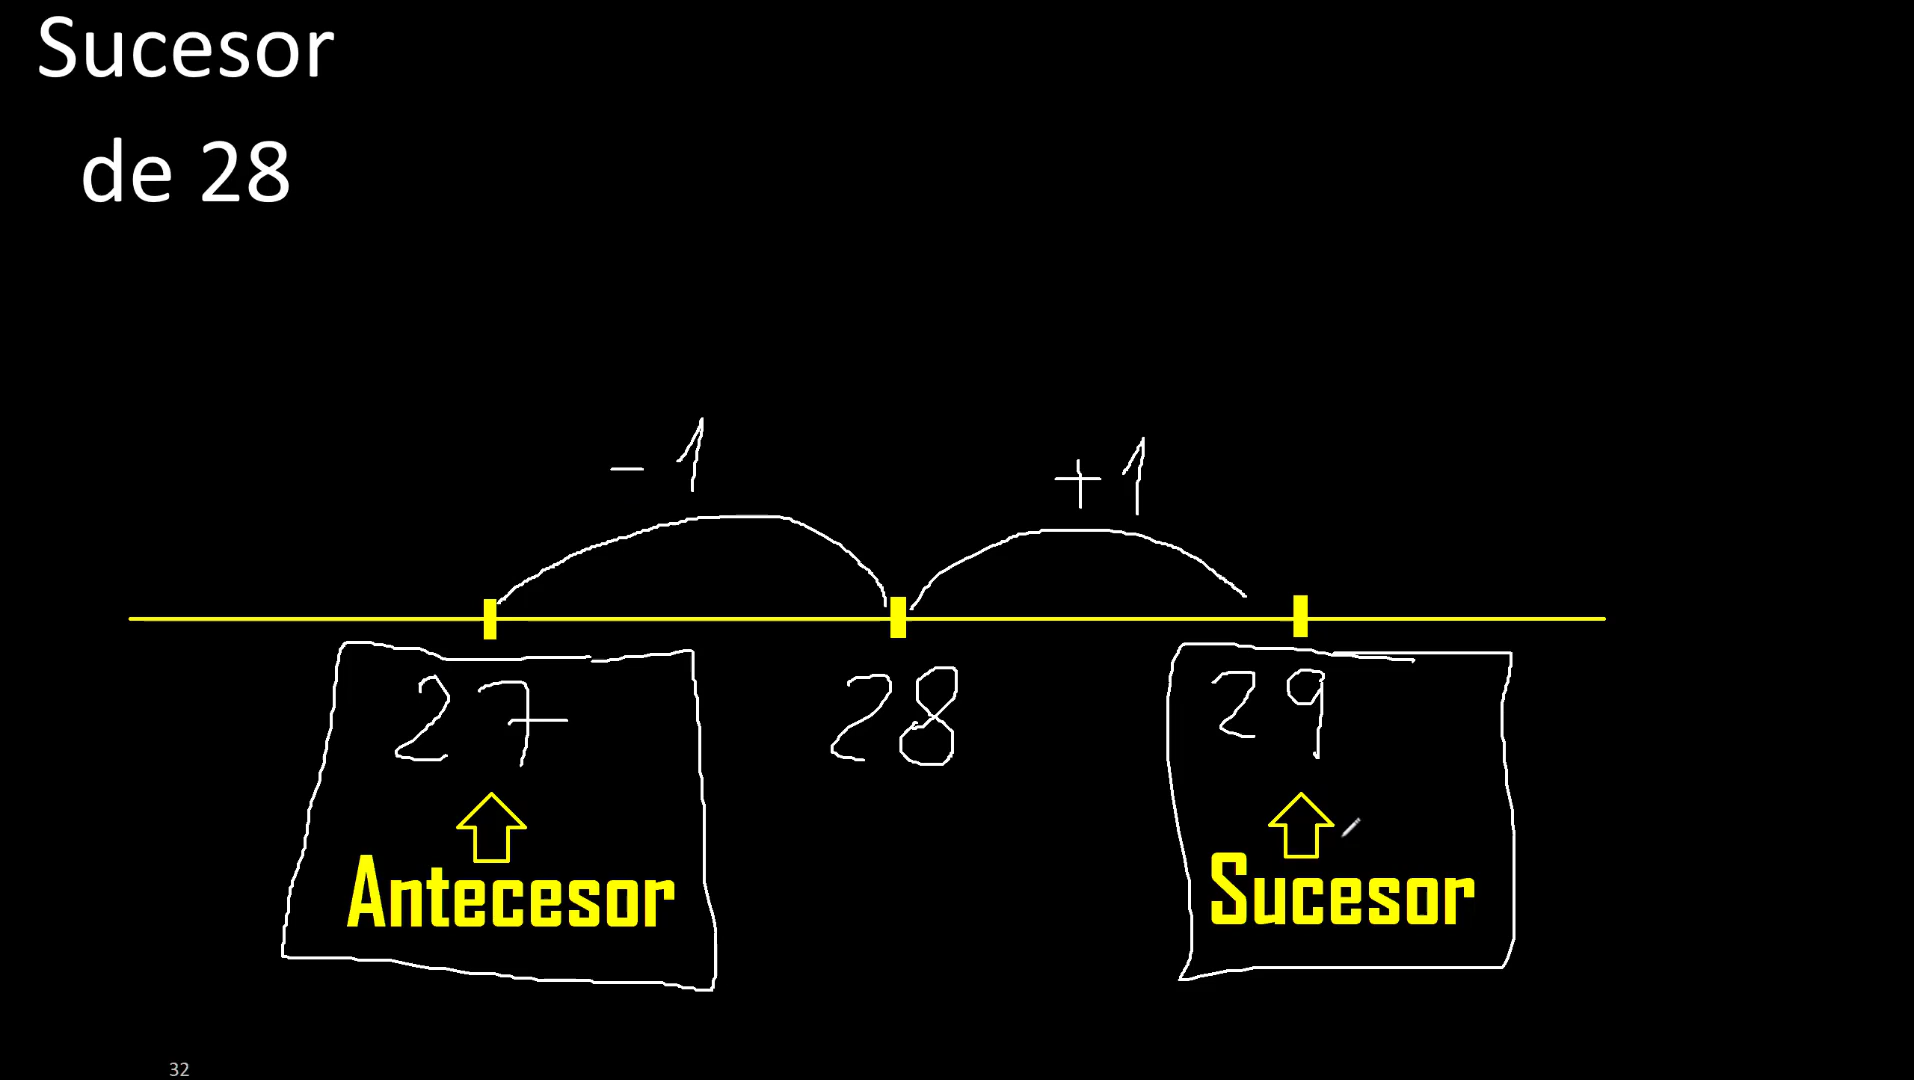 Sucesor
de 28
- 1
+1
27
28
29
Antecesor
Sucesor
32